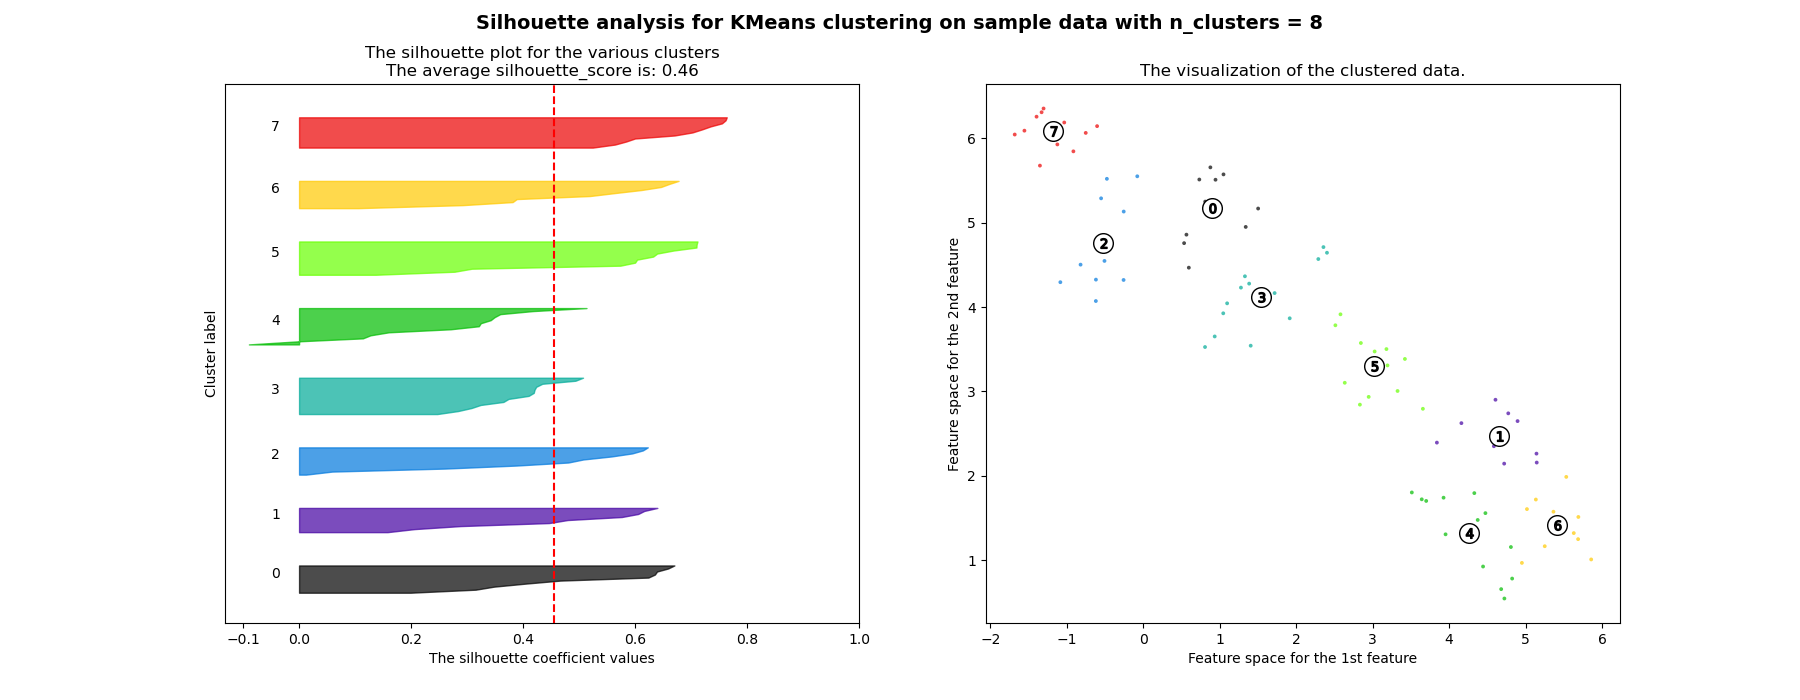 Silhouette analysis for KMeans clustering on sample data with n_clusters = 8
The silhouette plot for the various clusters
The average silhouette_score is: 0.46
7
6
5
4
3
2
1
0
Cluster label
−0.1 0.0 0.2 0.4 0.6 0.8 1.0
The silhouette coefficient values
The visualization of the clustered data.
6
5
4
3
2
1
Feature space for the 2nd feature
7
0
2
3
5
1
6
4
−2 −1 0 1 2 3 4 5 6
Feature space for the 1st feature